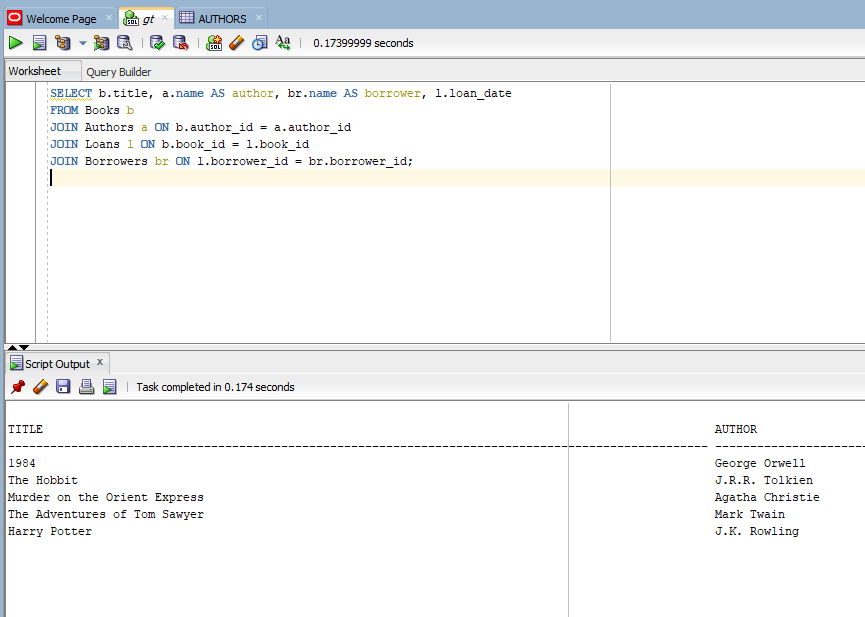 Welcome Page gt AUTHORS
0.17399999 seconds
Worksheet Query Builder
SELECT b.title, a.name AS author, br.name AS borrower, l.loan_date
FROM Books b
JOIN Authors a ON b.author_id = a.author_id
JOIN Loans l ON b.book_id = l.book_id
JOIN Borrowers br ON l.borrower_id = br.borrower_id;
Script Output x
Task completed in 0.174 seconds
TITLE AUTHOR
---------------------------------------------------------------------------------------------------- ----------------------
1984 George Orwell
The Hobbit J.R.R. Tolkien
Murder on the Orient Express Agatha Christie
The Adventures of Tom Sawyer Mark Twain
Harry Potter J.K. Rowling